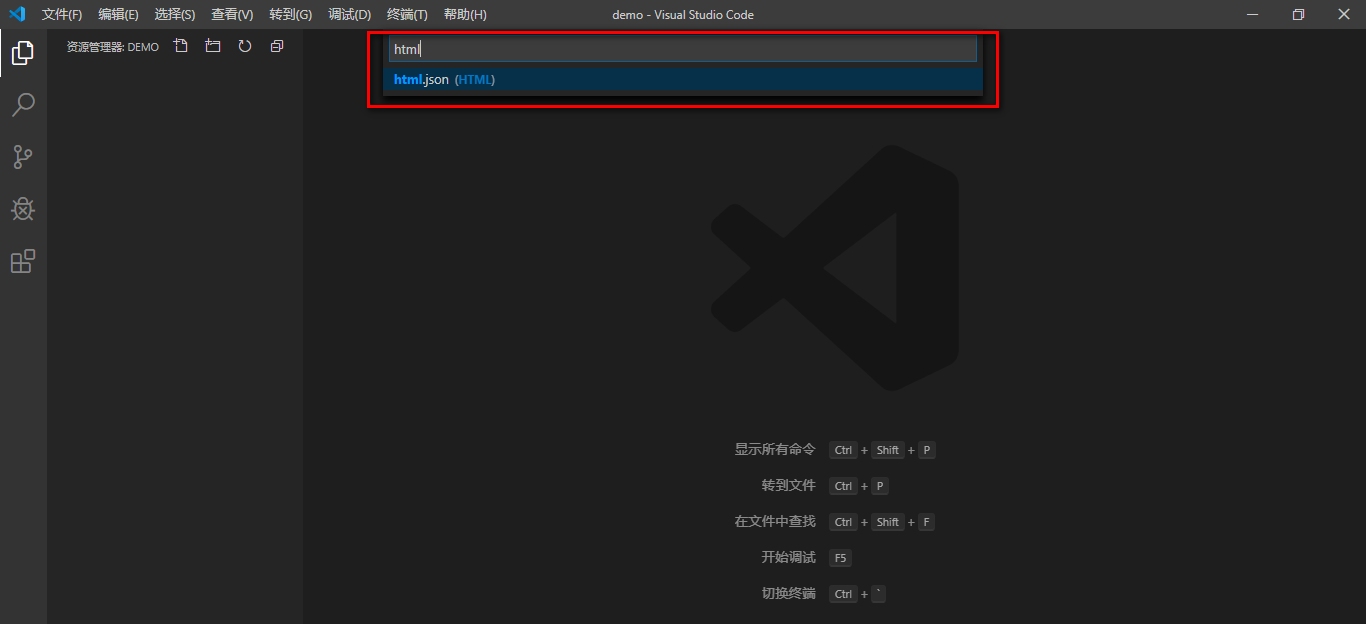 文件(F) 编辑(E) 选择(S) 查看(V) 转到(G) 调试(D) 终端(T) 帮助(H) demo - Visual Studio Code
资源管理器: DEMO
html
html.json (HTML)
显示所有命令 Ctrl + Shift + P
转到文件 Ctrl + P
在文件中查找 Ctrl + Shift + F
开始调试 F5
切换终端 Ctrl + `